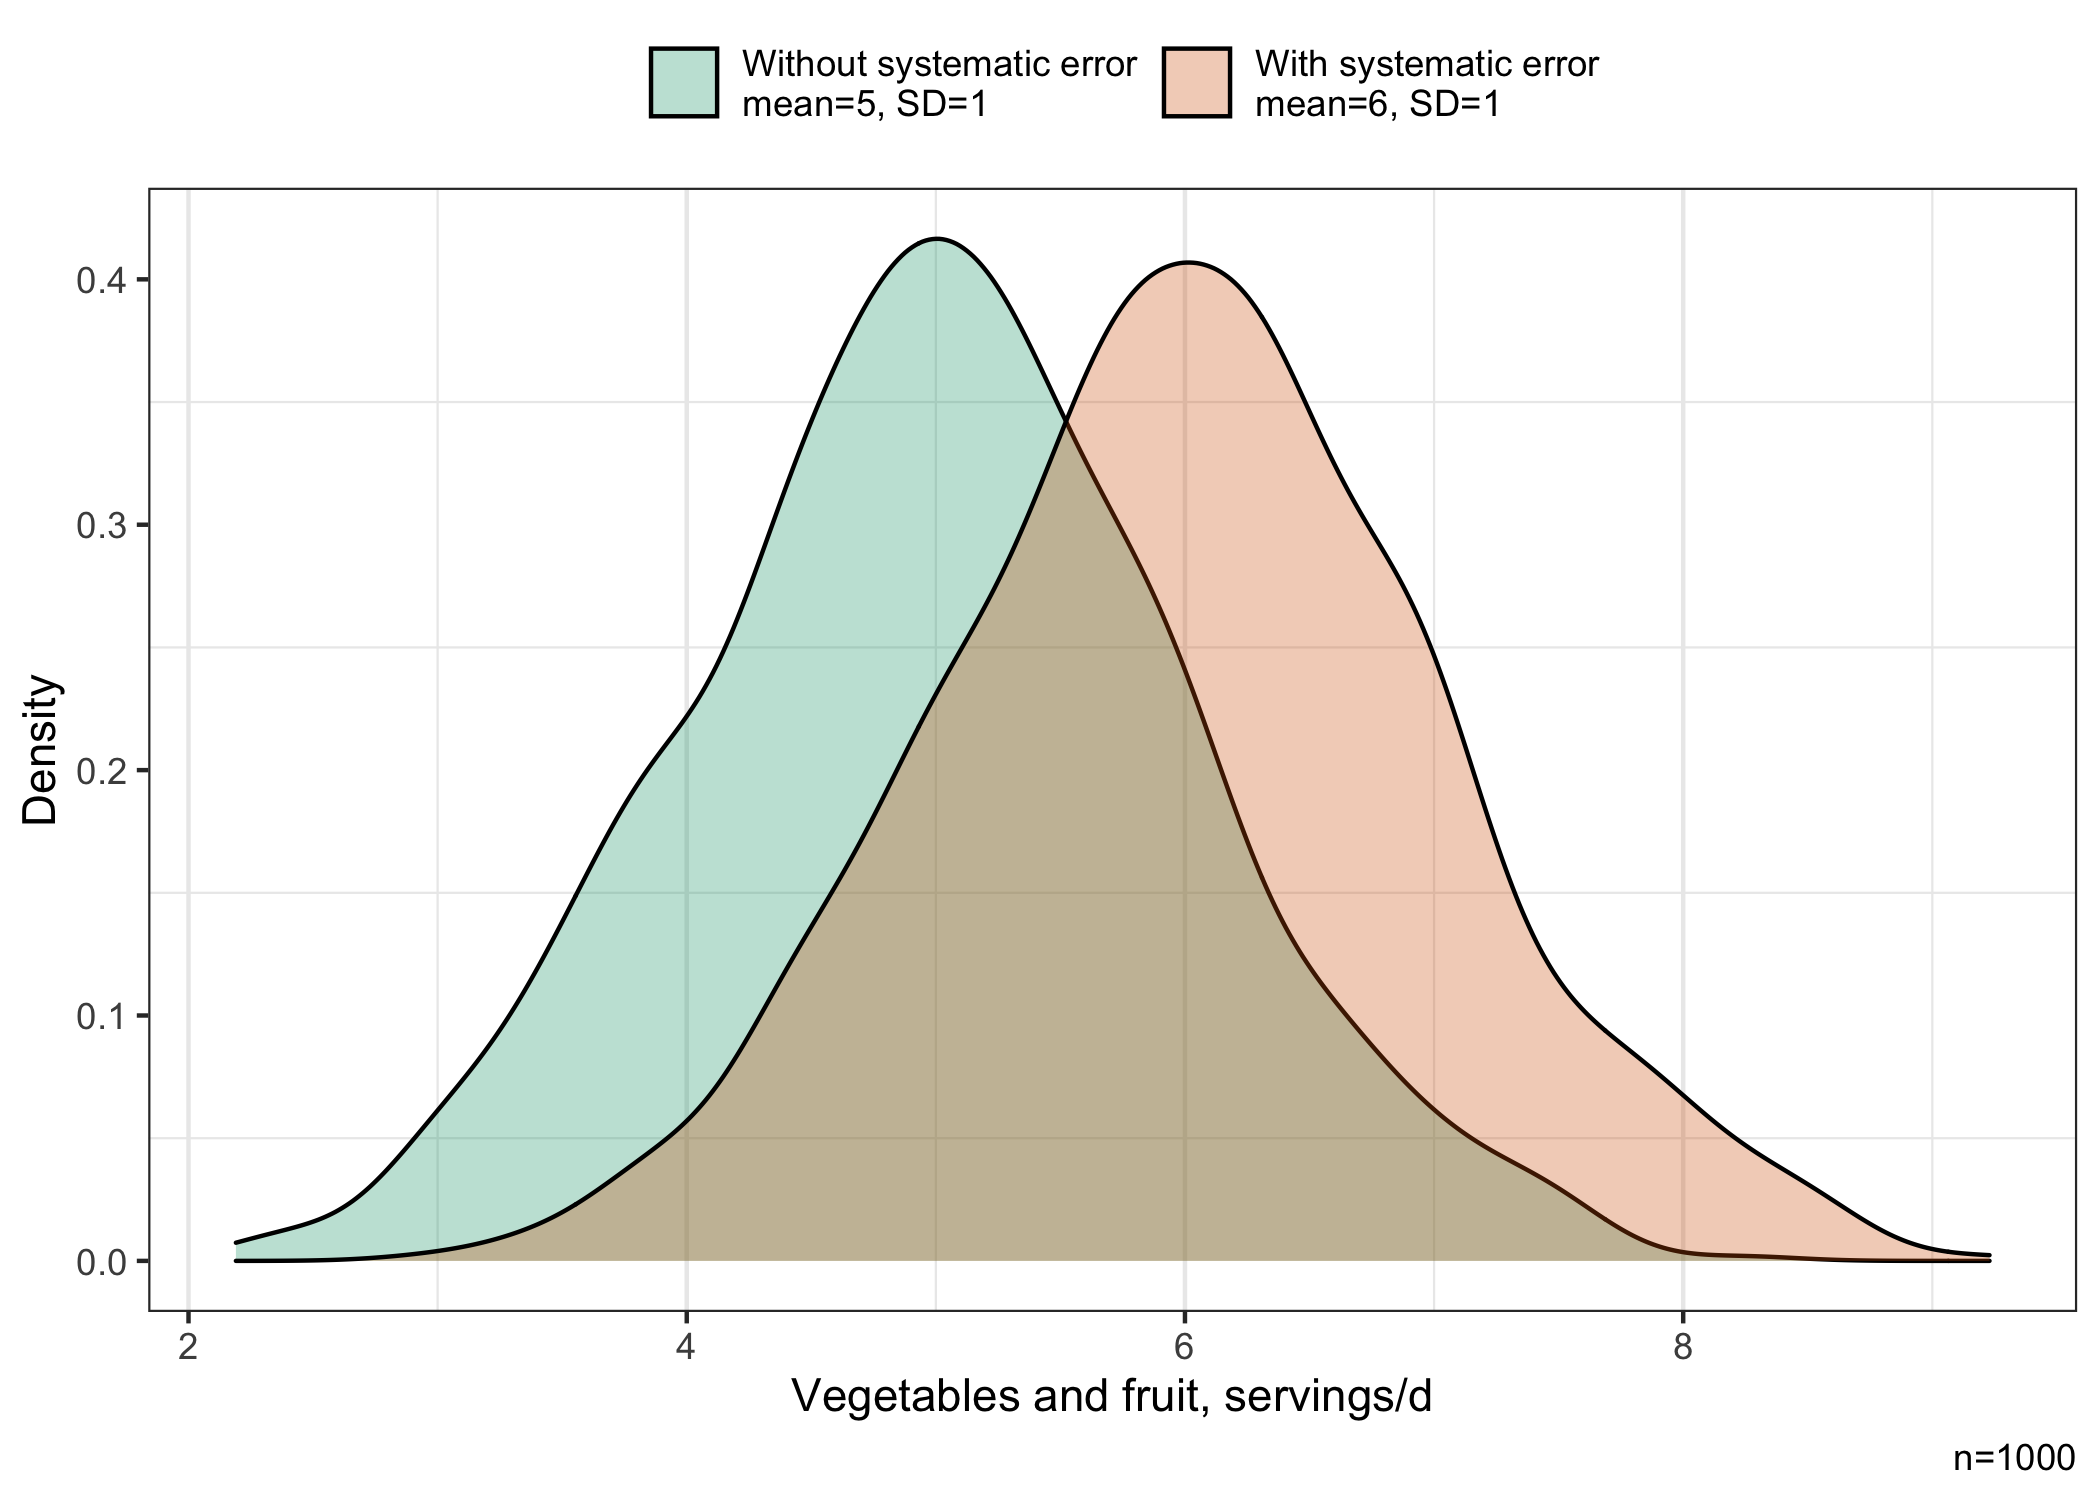 Without systematic error
mean=5, SD=1
With systematic error
mean=6, SD=1
Density
0.4
0.3
0.2
0.1
0.0
2
4
6
8
Vegetables and fruit, servings/d
n=1000